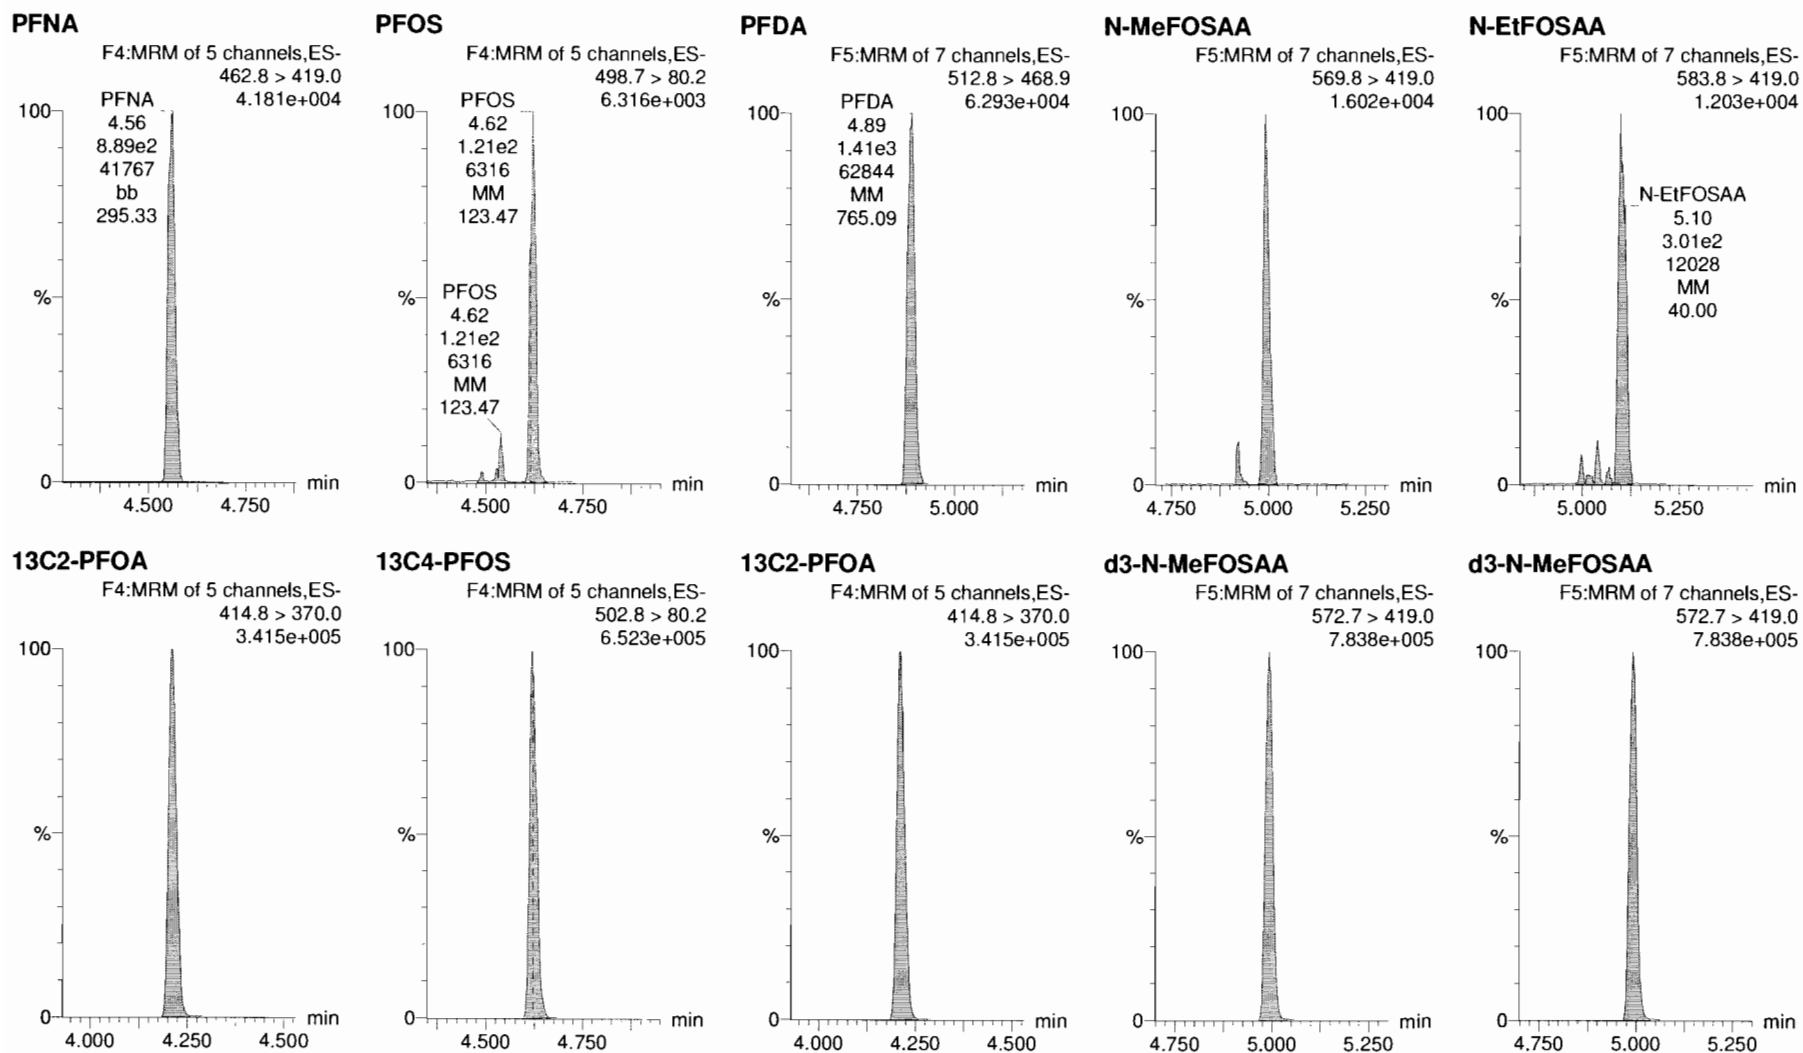 PFNA
F4:MRM of 5 channels,ES-
462.8 > 419.0
4.181e+004
PFNA
4.56
8.89e2
41767
bb
295.33
100
%
0
4.500 4.750
min
PFOS
F4:MRM of 5 channels,ES-
498.7 > 80.2
6.316e+003
PFOS
4.62
1.21e2
6316
MM
123.47
PFOS
4.62
1.21e2
6316
MM
123.47
100
%
0
4.500 4.750
min
PFDA
F5:MRM of 7 channels,ES-
512.8 > 468.9
6.293e+004
PFDA
4.89
1.41e3
62844
MM
765.09
100
%
0
4.750 5.000
min
N-MeFOSAA
F5:MRM of 7 channels,ES-
569.8 > 419.0
1.602e+004
100
%
0
4.750 5.000 5.250
min
N-EtFOSAA
F5:MRM of 7 channels,ES-
583.8 > 419.0
1.203e+004
N-EtFOSAA
5.10
3.01e2
12028
MM
40.00
100
%
0
5.000 5.250
min
13C2-PFOA
F4:MRM of 5 channels,ES-
414.8 > 370.0
3.415e+005
100
%
0
4.000 4.250 4.500
min
13C4-PFOS
F4:MRM of 5 channels,ES-
502.8 > 80.2
6.523e+005
100
%
0
4.500 4.750
min
13C2-PFOA
F4:MRM of 5 channels,ES-
414.8 > 370.0
3.415e+005
100
%
0
4.000 4.250 4.500
min
d3-N-MeFOSAA
F5:MRM of 7 channels,ES-
572.7 > 419.0
7.838e+005
100
%
0
4.750 5.000 5.250
min
d3-N-MeFOSAA
F5:MRM of 7 channels,ES-
572.7 > 419.0
7.838e+005
100
%
0
4.750 5.000 5.250
min